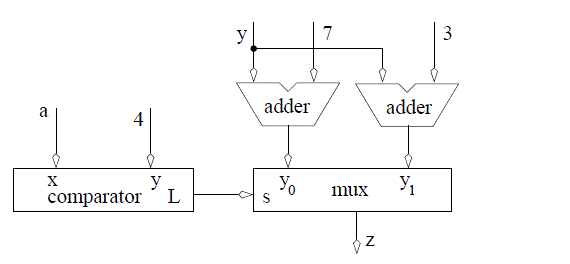 y 7 3
adder adder
a 4
x y L
comparator
s y0 mux y1
z